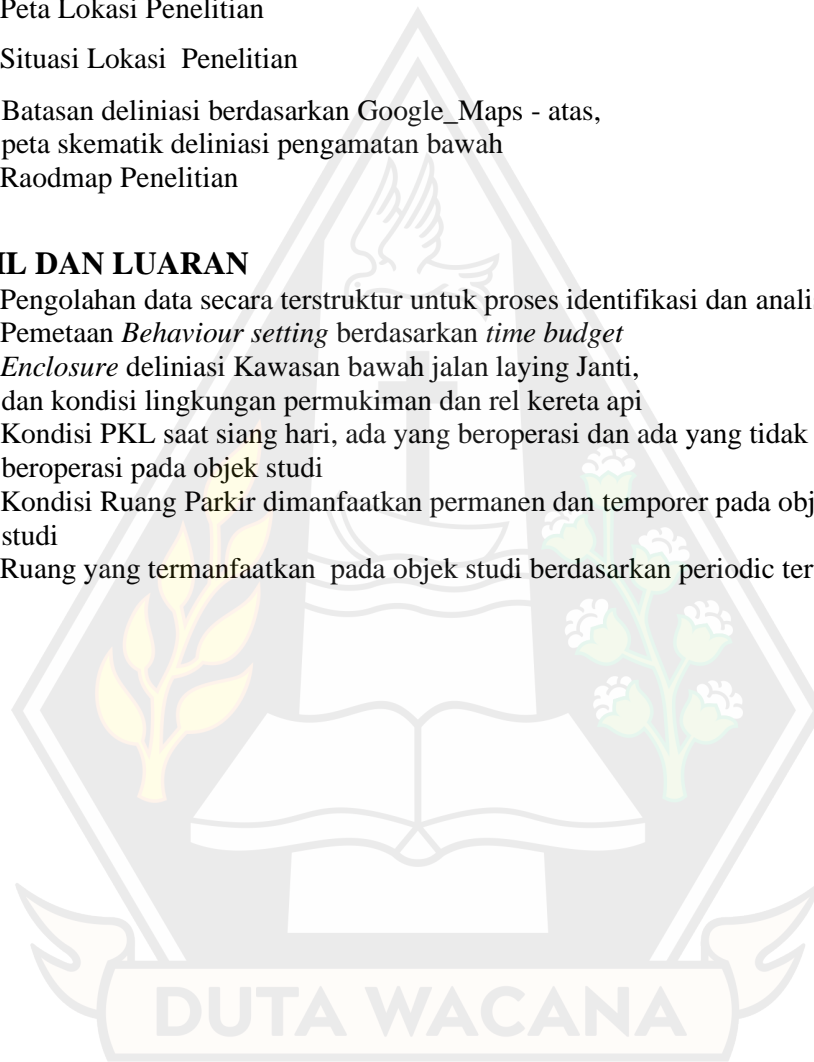 Peta Lokasi Penelitian
Situasi Lokasi Penelitian
Batasan deliniasi berdasarkan Google_Maps - atas,
peta skematik deliniasi pengamatan bawah
Raodmap Penelitian
IL DAN LUARAN
Pengolahan data secara terstruktur untuk proses identifikasi dan anali
Pemetaan Behaviour setting berdasarkan time budget
Enclosure deliniasi Kawasan bawah jalan laying Janti,
dan kondisi lingkungan permukiman dan rel kereta api
Kondisi PKL saat siang hari, ada yang beroperasi dan ada yang tidak
beroperasi pada objek studi
Kondisi Ruang Parkir dimanfaatkan permanen dan temporer pada obj
studi
Ruang yang termanfaatkan pada objek studi berdasarkan periodic ter
DUTA WACANA